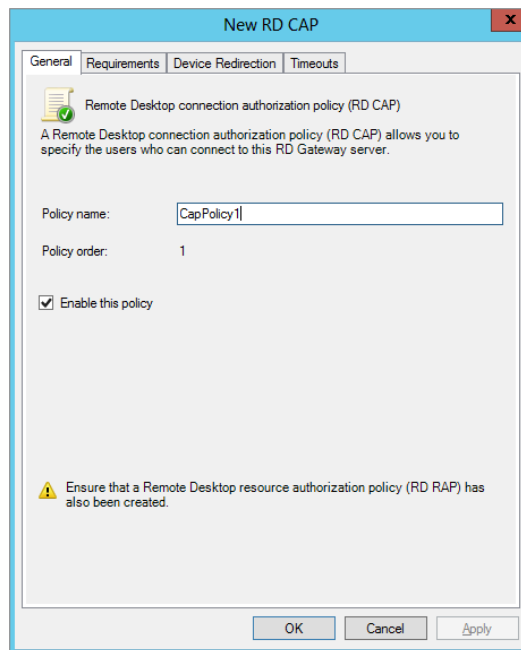 New RD CAP
x
General
Requirements
Device Redirection
Timeouts
Remote Desktop connection authorization policy (RD CAP)
A Remote Desktop connection authorization policy (RD CAP) allows you to
specify the users who can connect to this RD Gateway server.
Policy name:
CapPolicy1
Policy order:
1
Enable this policy
Ensure that a Remote Desktop resource authorization policy (RD RAP) has
also been created.
OK
Cancel
Apply